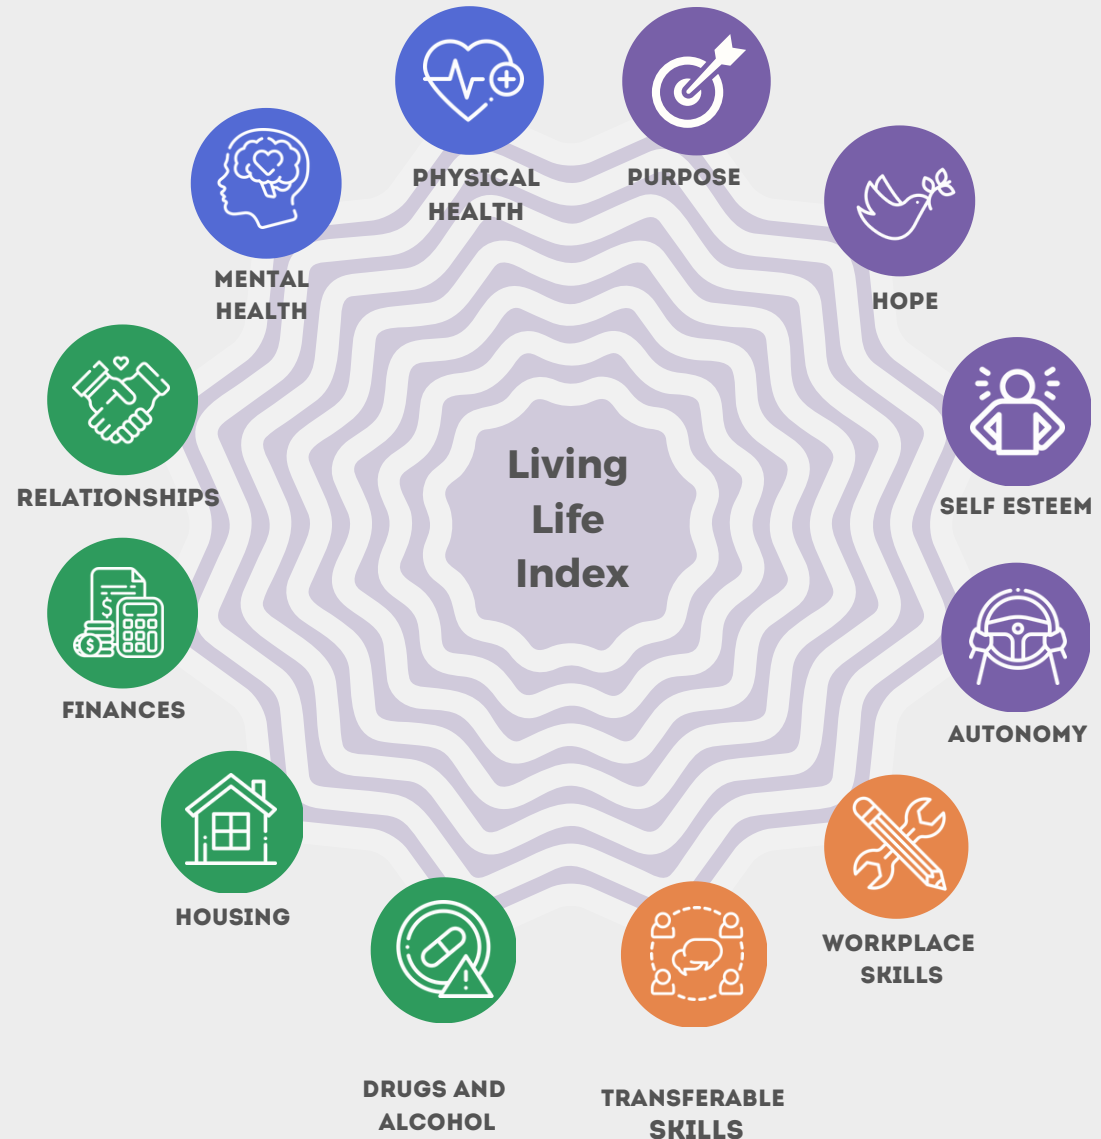 PHYSICAL
HEALTH
PURPOSE
HOPE
SELF ESTEEM
AUTONOMY
WORKPLACE
SKILLS
TRANSFERABLE
SKILLS
DRUGS AND
ALCOHOL
HOUSING
FINANCES
RELATIONSHIPS
MENTAL
HEALTH
Living
Life
Index
$
$